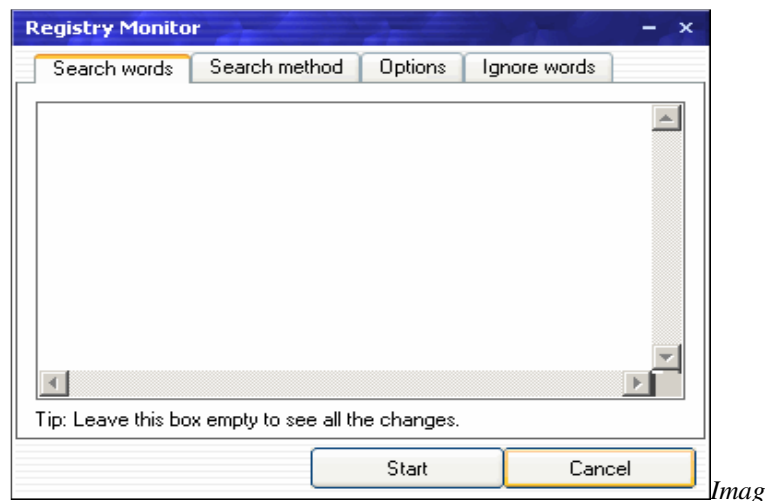 Registry Monitor
Search words Search method Options Ignore words
Tip: Leave this box empty to see all the changes.
Start Cancel
Imag